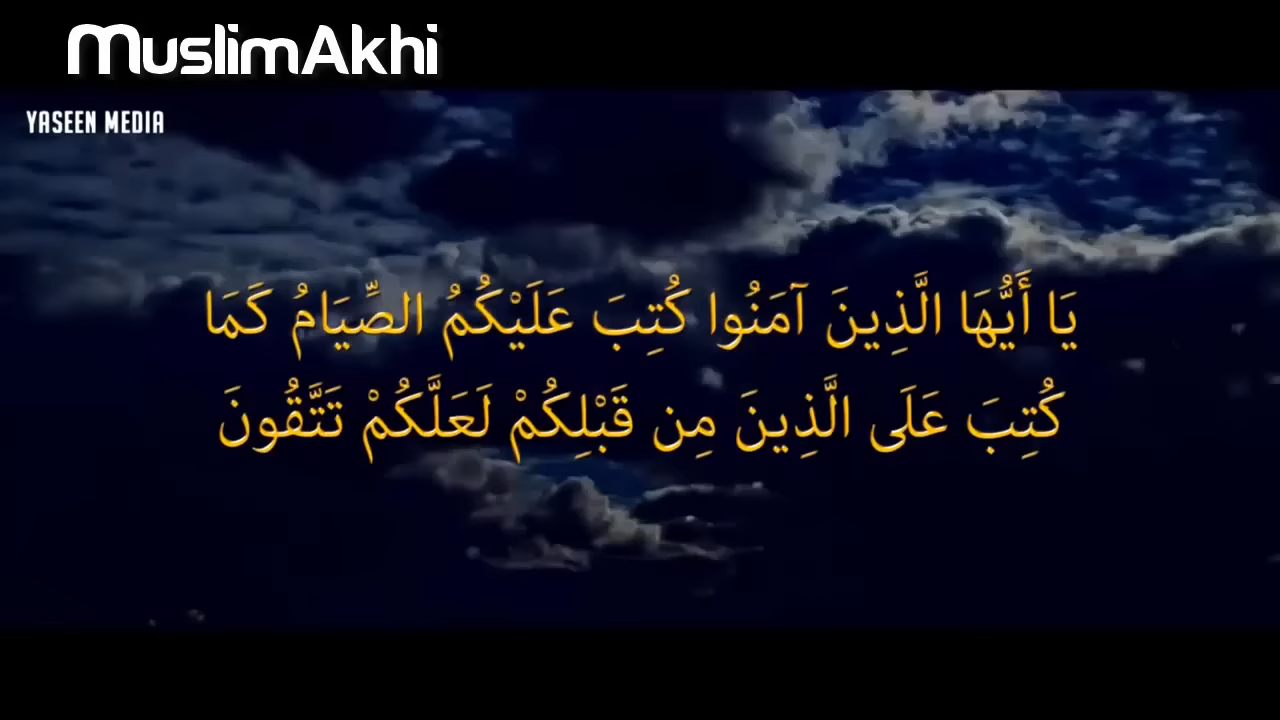 MuslimAkhi
YASEEN MEDIA
يَا أَيُّهَا الَّذِينَ آمَنُوا كُتِبَ عَلَيْكُمُ الصِّيَامُ كَمَا
كُتِبَ عَلَى الَّذِينَ مِن قَبْلِكُمْ لَعَلَّكُمْ تَتَّقُونَ